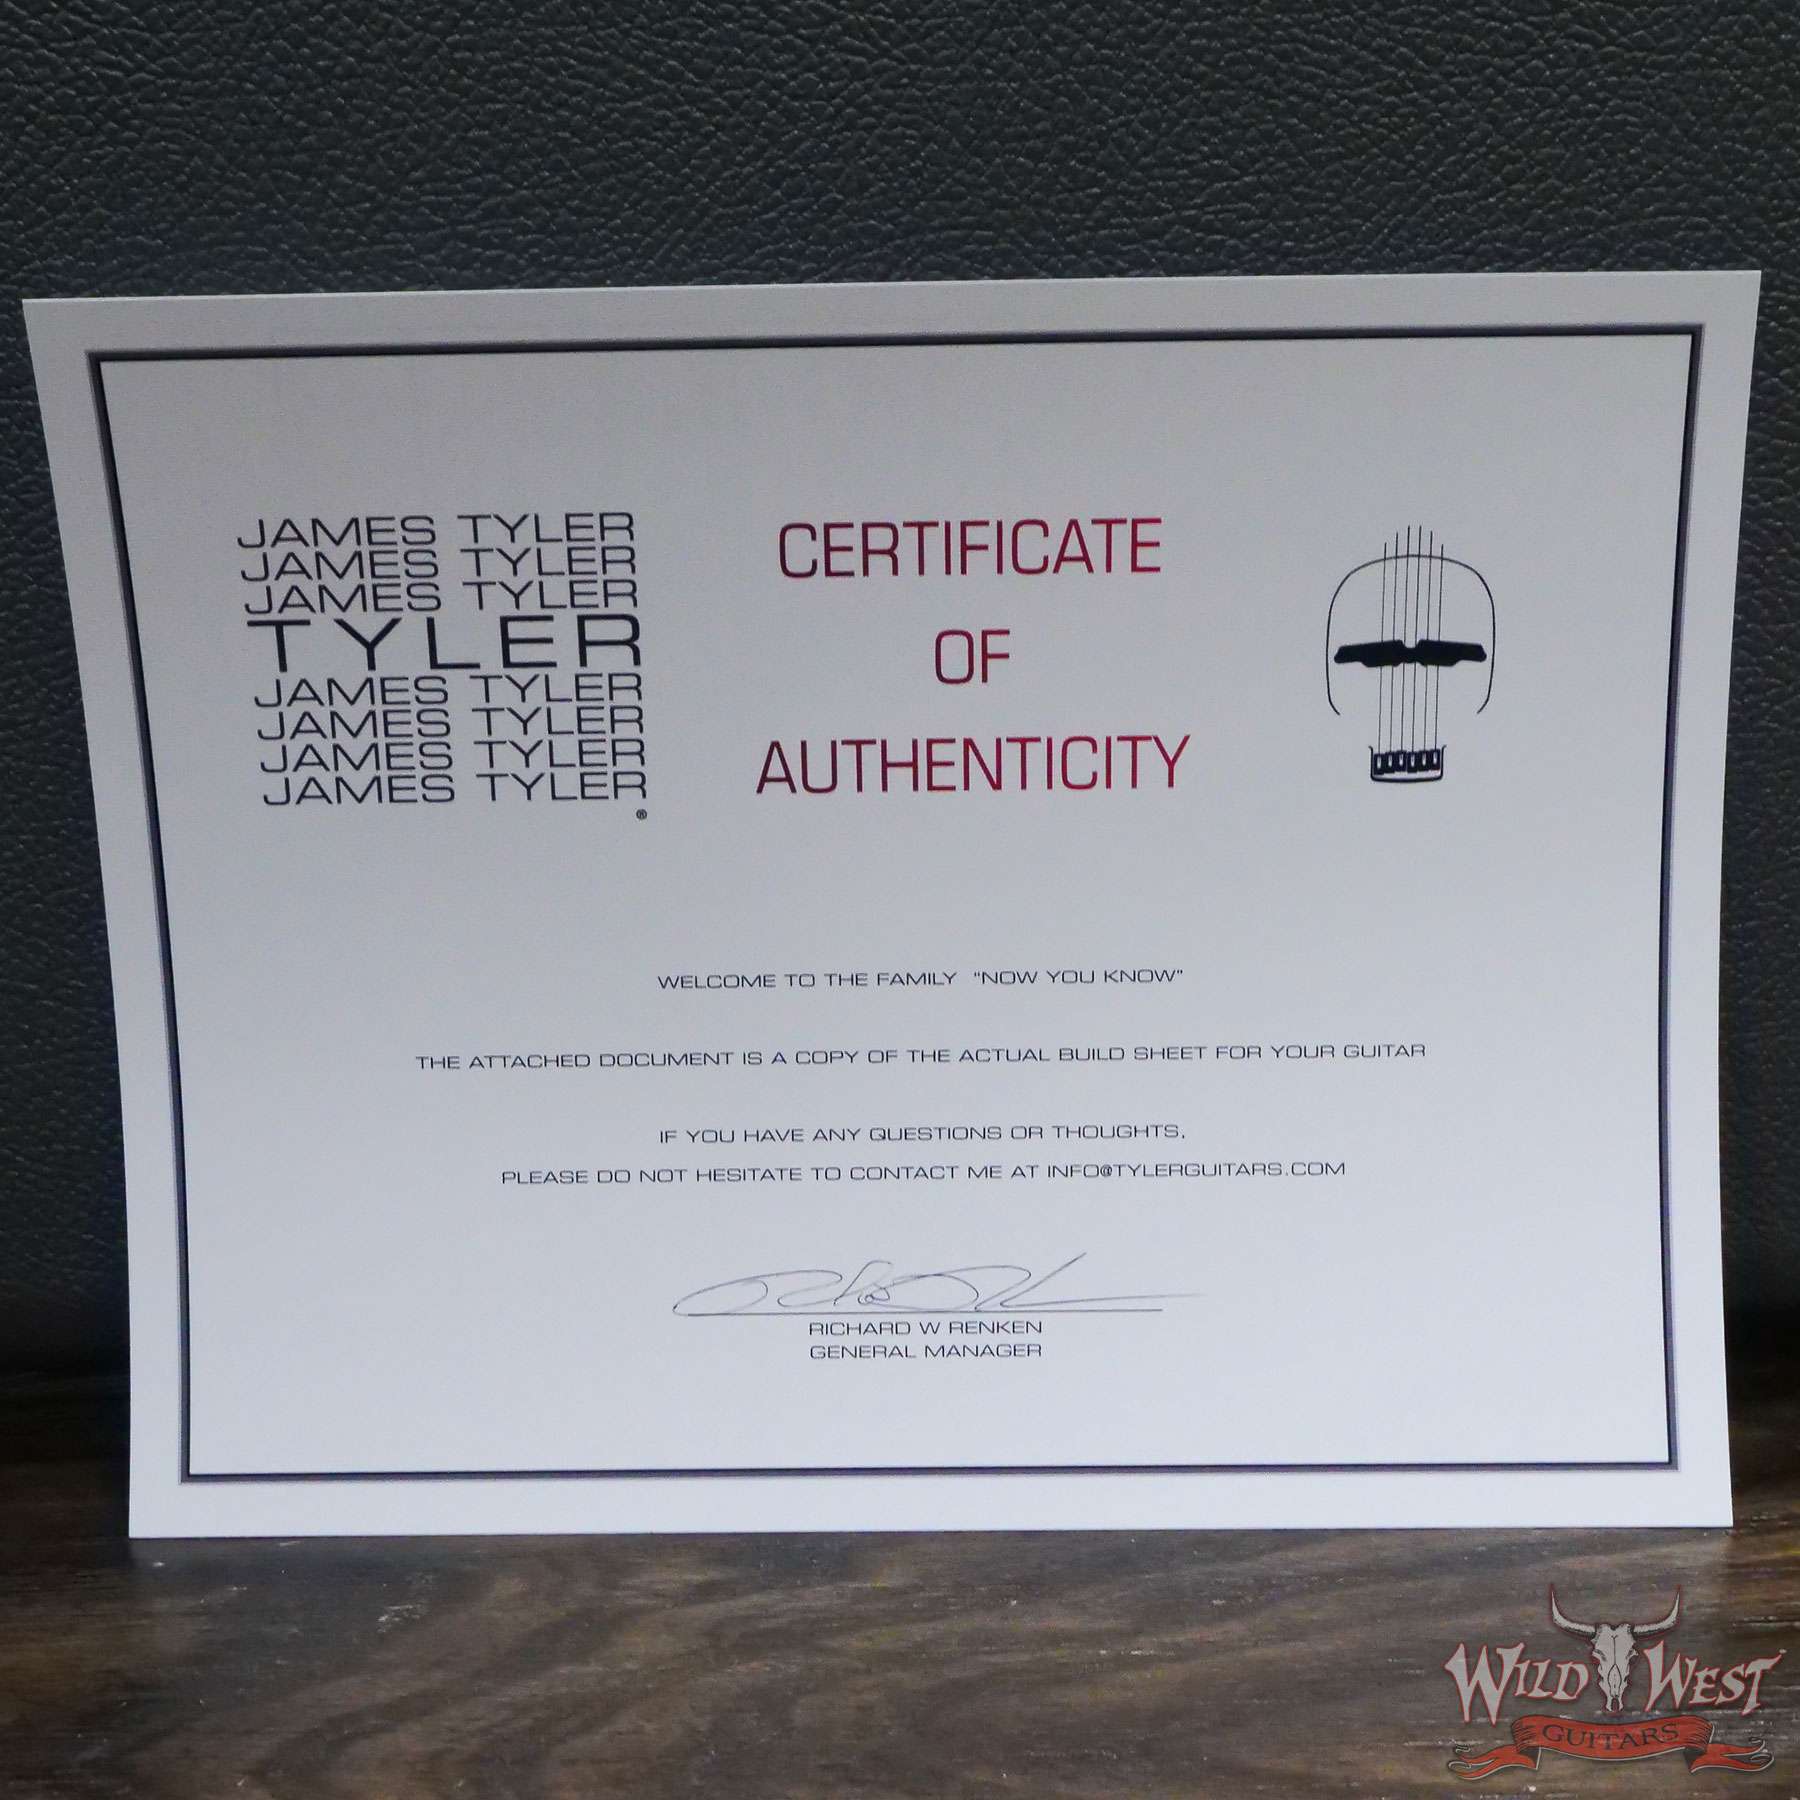 JAMES TYLER
JAMES TYLER
JAMES TYLER
TYLER
JAMES TYLER
JAMES TYLER
JAMES TYLER
JAMES TYLER
®
CERTIFICATE
OF
AUTHENTICITY
WELCOME TO THE FAMILY "NOW YOU KNOW"
THE ATTACHED DOCUMENT IS A COPY OF THE ACTUAL BUILD SHEET FOR YOUR GUITAR
IF YOU HAVE ANY QUESTIONS OR THOUGHTS,
PLEASE DO NOT HESITATE TO CONTACT ME AT INFO@TYLERGUITARS.COM
RICHARD W RENKEN
GENERAL MANAGER
WILD WEST
GUITARS